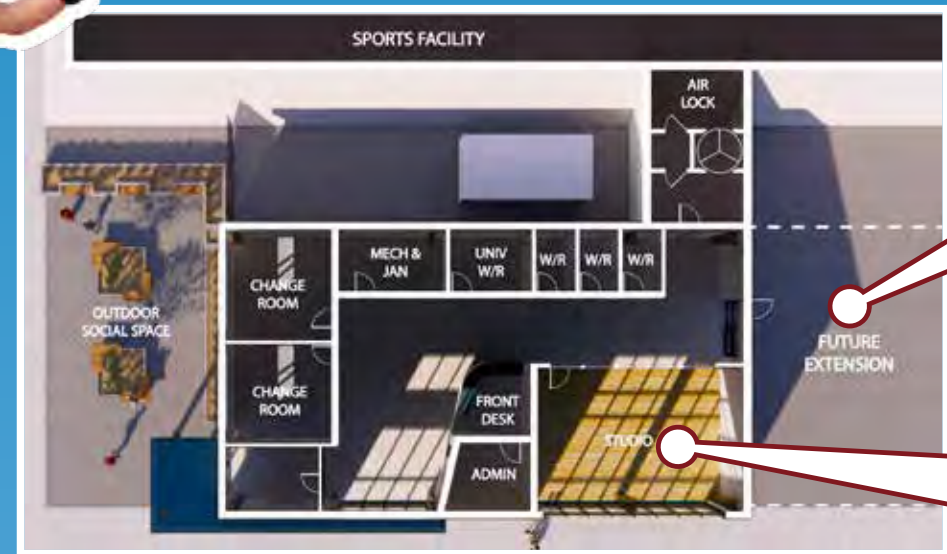 SPORTS FACILITY
AIR
LOCK
MECH &
JAN
UNIV
W/R
W/R
W/R
W/R
CHANGE
ROOM
OUTDOOR
SOCIAL SPACE
FUTURE
EXTENSION
CHANGE
ROOM
FRONT
DESK
STUDIO
ADMIN